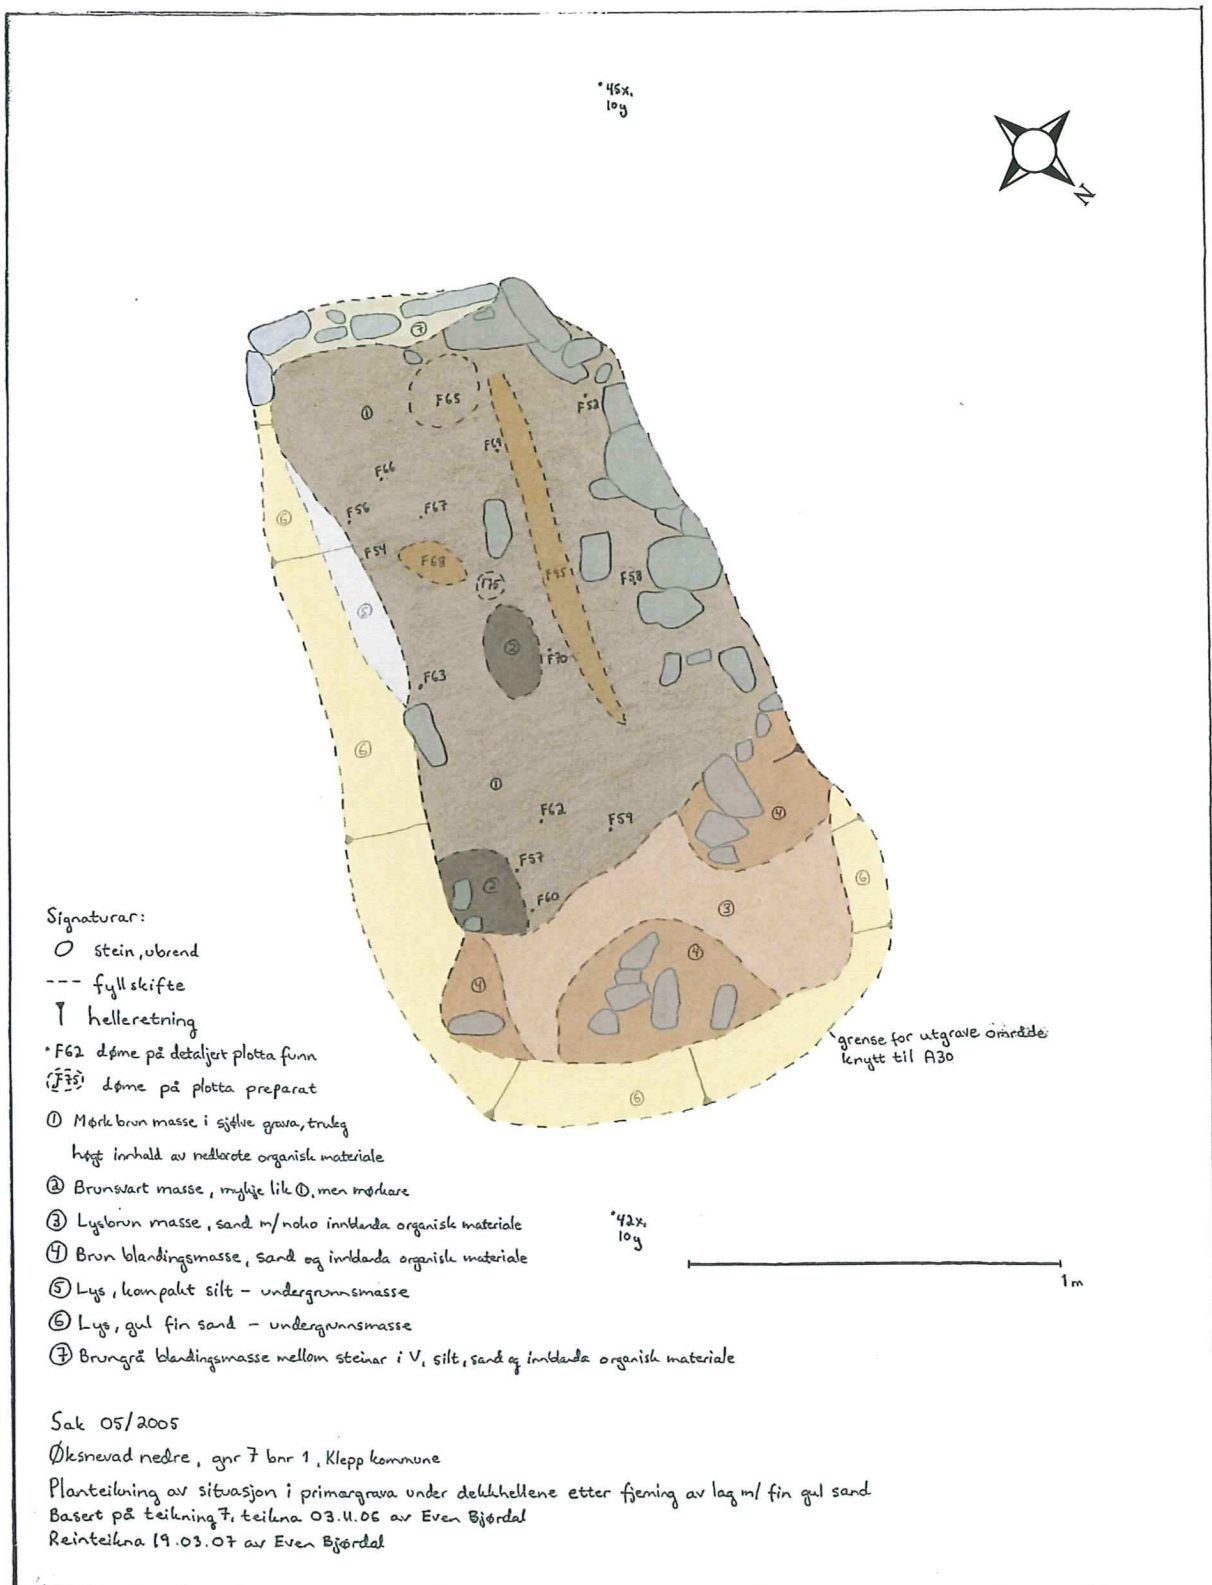 ·45x,
10y
N
⑦
①
F65
F52
F69
F66
F56
F67
⑥
F54
F68
F75
F45
F58
⑤
②
F70
F63
⑥
①
F62
F59
④
F57
②
F60
⑥
③
④
④
⑥
grense for utgrave område
knytt til A30
Signaturar:
stein, ubrend
--- fyllskifte
helleretning
·F62 døme på detaljert plotta funn
F75 døme på plotta preparat
① Mørk brun masse i sjølve grava, truleg
høgt innhald av nedbrote organisk materiale
② Brunsvart masse, mykje lik ①, men mørkare
③ Lysbrun masse, sand m/noko innblanda organisk materiale
④ Brun blandingsmasse, sand og innblanda organisk materiale
⑤ Lys, kompakt silt - undergrunnsmasse
⑥ Lys, gul fin sand - undergrunnsmasse
⑦ Brungrå blandingsmasse mellom steinar i V, silt, sand og innblanda organisk materiale
·42x,
10y
1m
Sak 05/2005
Øksnevad nedre, gnr 7 bnr 1, Klepp kommune
Planteikning av situasjon i primærgrava under dekkhellene etter fjerning av lag m/ fin gul sand
Basert på teikning 7, teikna 03.11.06 av Even Bjørdal
Reinteikna 19.03.07 av Even Bjørdal